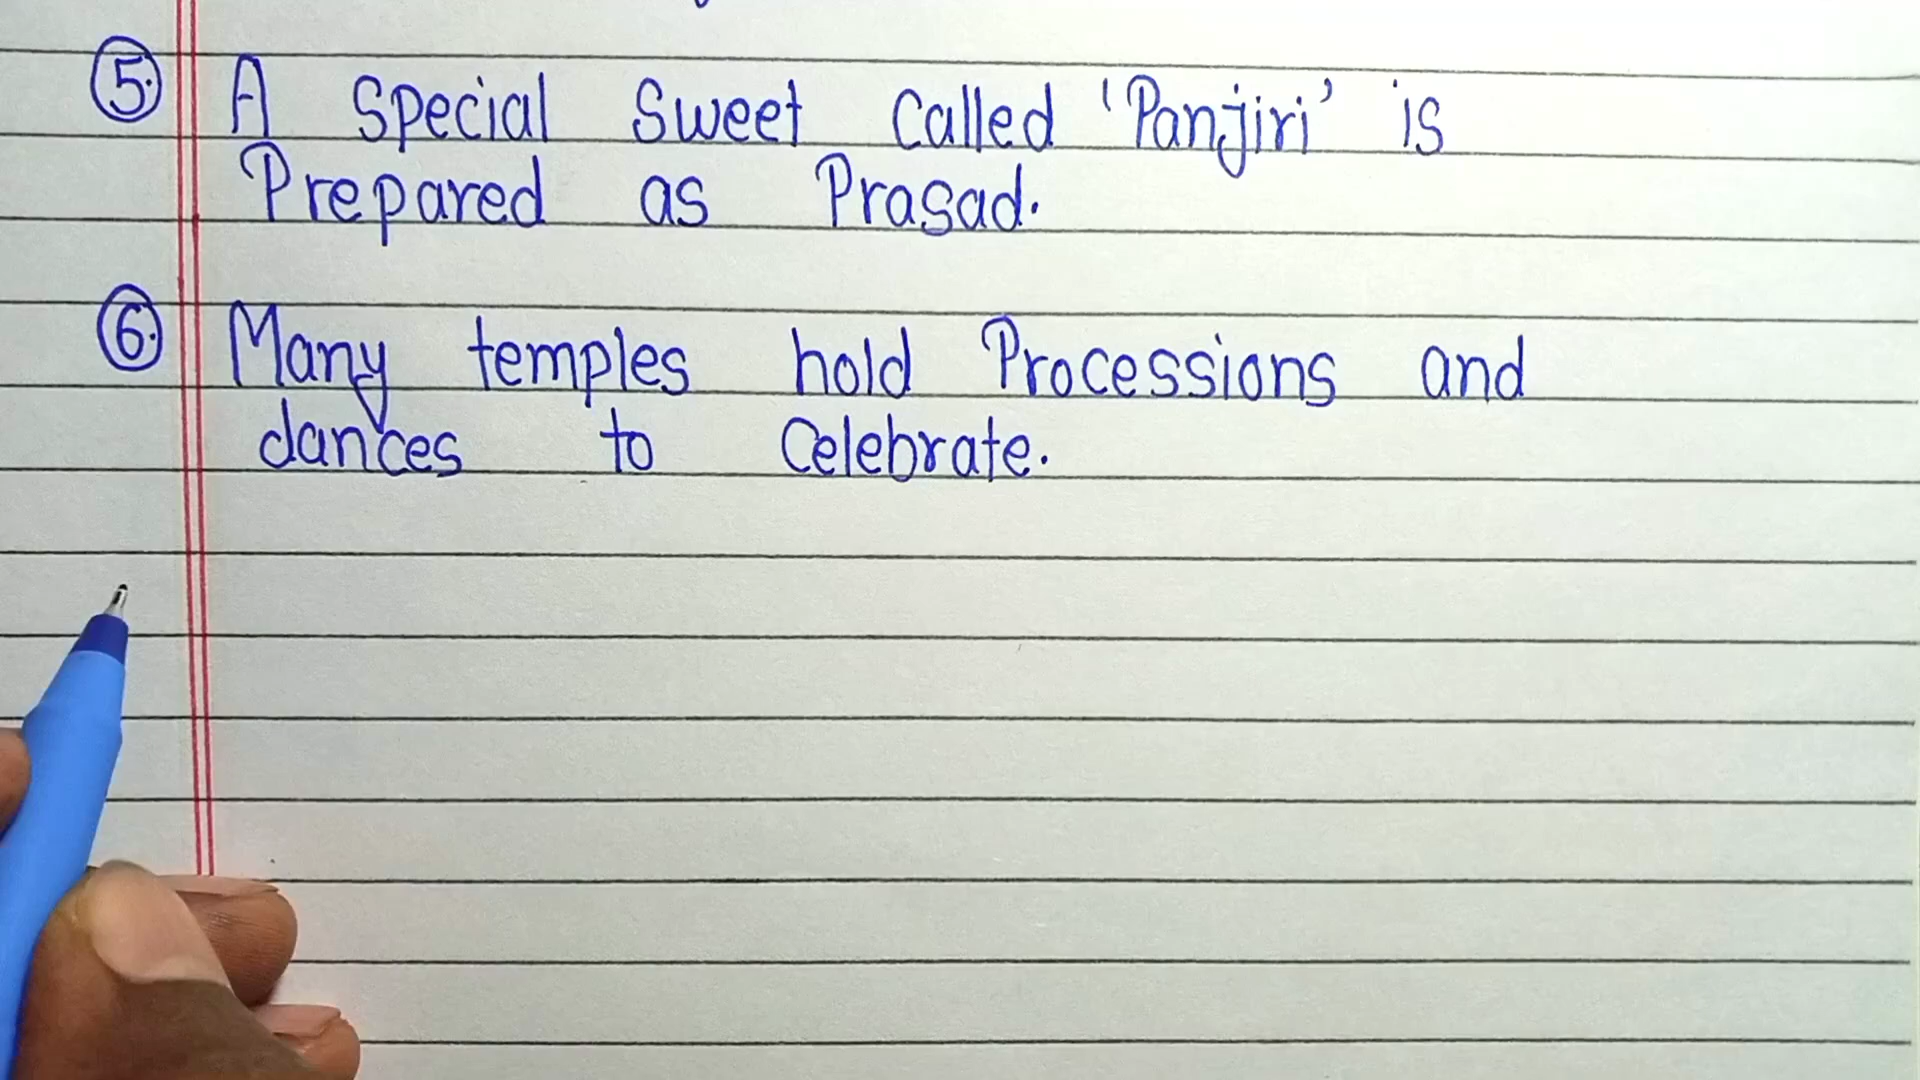 5. A Special Sweet Called 'Panjiri' is
Prepared as Prasad.
6. Many temples hold Processions and
dances to Celebrate.